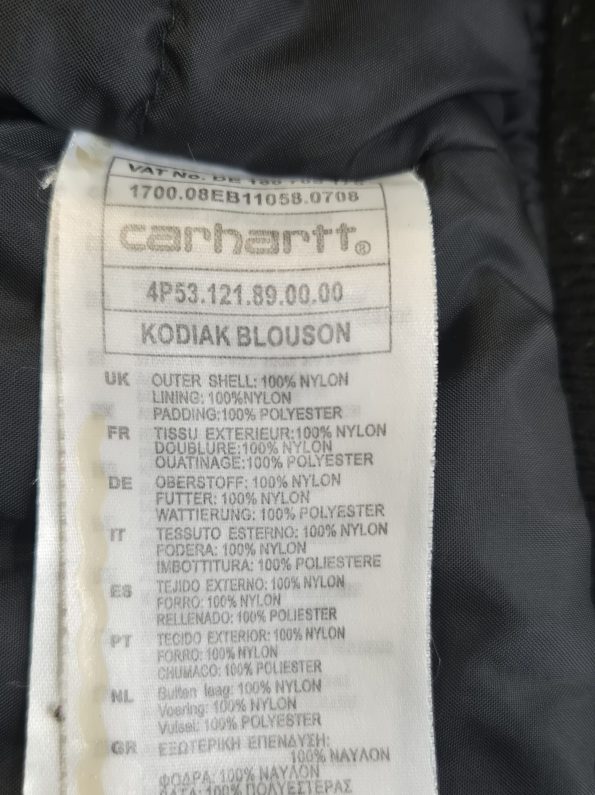 VAT No. DE
1700.08EB11058.0708
carhartt®
4P53.121.89.00.00
KODIAK BLOUSON
UK OUTER SHELL: 100% NYLON
LINING: 100%NYLON
PADDING:100% POLYESTER
FR TISSU EXTERIEUR:100% NYLON
DOUBLURE:100% NYLON
OUATINAGE:100% POLYESTER
DE OBERSTOFF: 100% NYLON
FUTTER: 100% NYLON
WATTIERUNG: 100% POLYESTER
IT TESSUTO ESTERNO: 100% NYLON
FODERA: 100% NYLON
IMBOTTITURA: 100% POLIESTERE
ES TEJIDO EXTERNO: 100% NYLON
FORRO: 100% NYLON
RELLENADO: 100% POLIESTER
PT TECIDO EXTERIOR: 100% NYLON
FORRO: 100% NYLON
CHUMACO: 100% POLIESTER
NL Buiten laag: 100% NYLON
Voering: 100% NYLON
Vulsel: 100% POLYESTER
GR ΕΞΩΤΕΡΙΚΗ ΕΠΕΝΔΥΣΗ:
100% ΝΑΥΛΟΝ
ΦΟΔΡΑ: 100% ΝΑΥΛΟΝ
100% ΠΟΛΥΕΣΤΕΡΑΣ